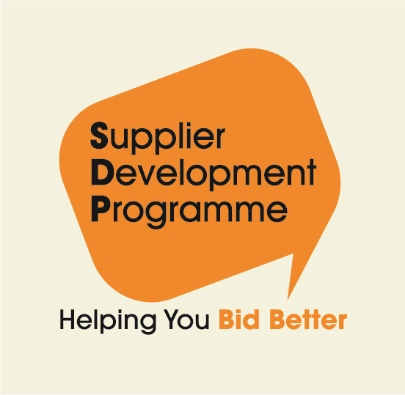 Supplier
Development
Programme
Helping You Bid Better